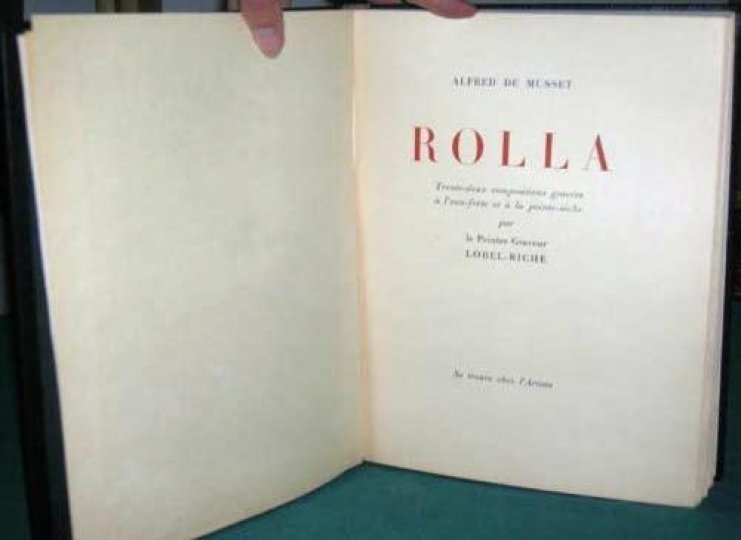 ALFRED DE MUSSET
ROLLA
Trente-deux compositions gravées
à l'eau-forte et à la pointe-sèche
par
le Peintre Graveur
LOBEL-RICHE
Se trouve chez l'Artiste